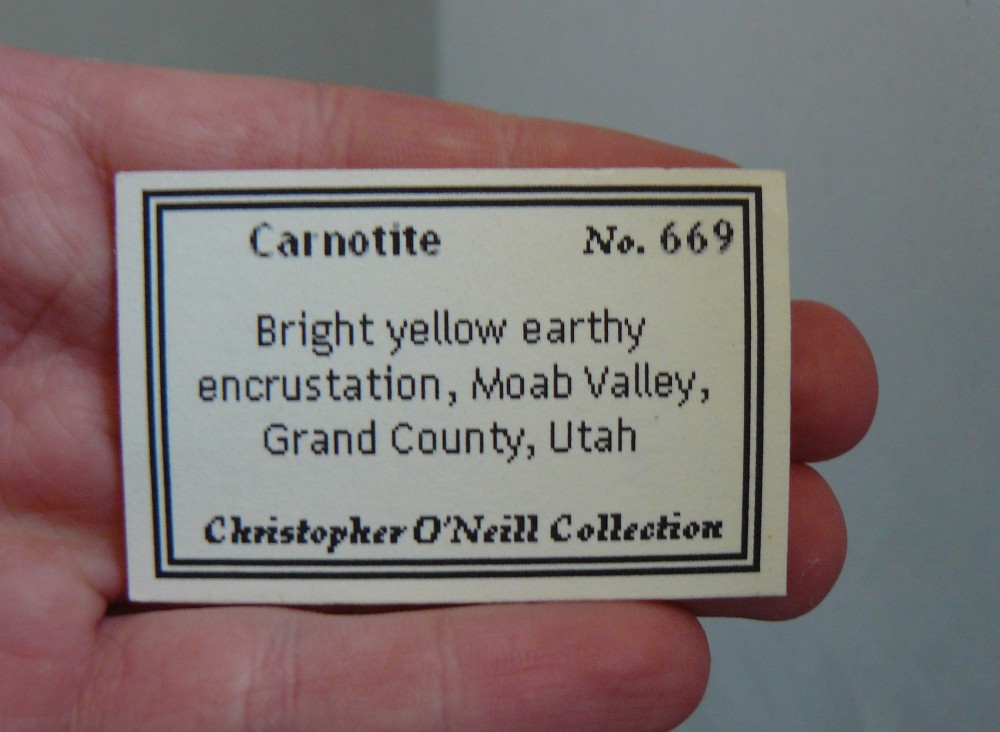 Carnotite No. 669
Bright yellow earthy
encrustation, Moab Valley,
Grand County, Utah
Christopher O'Neill Collection